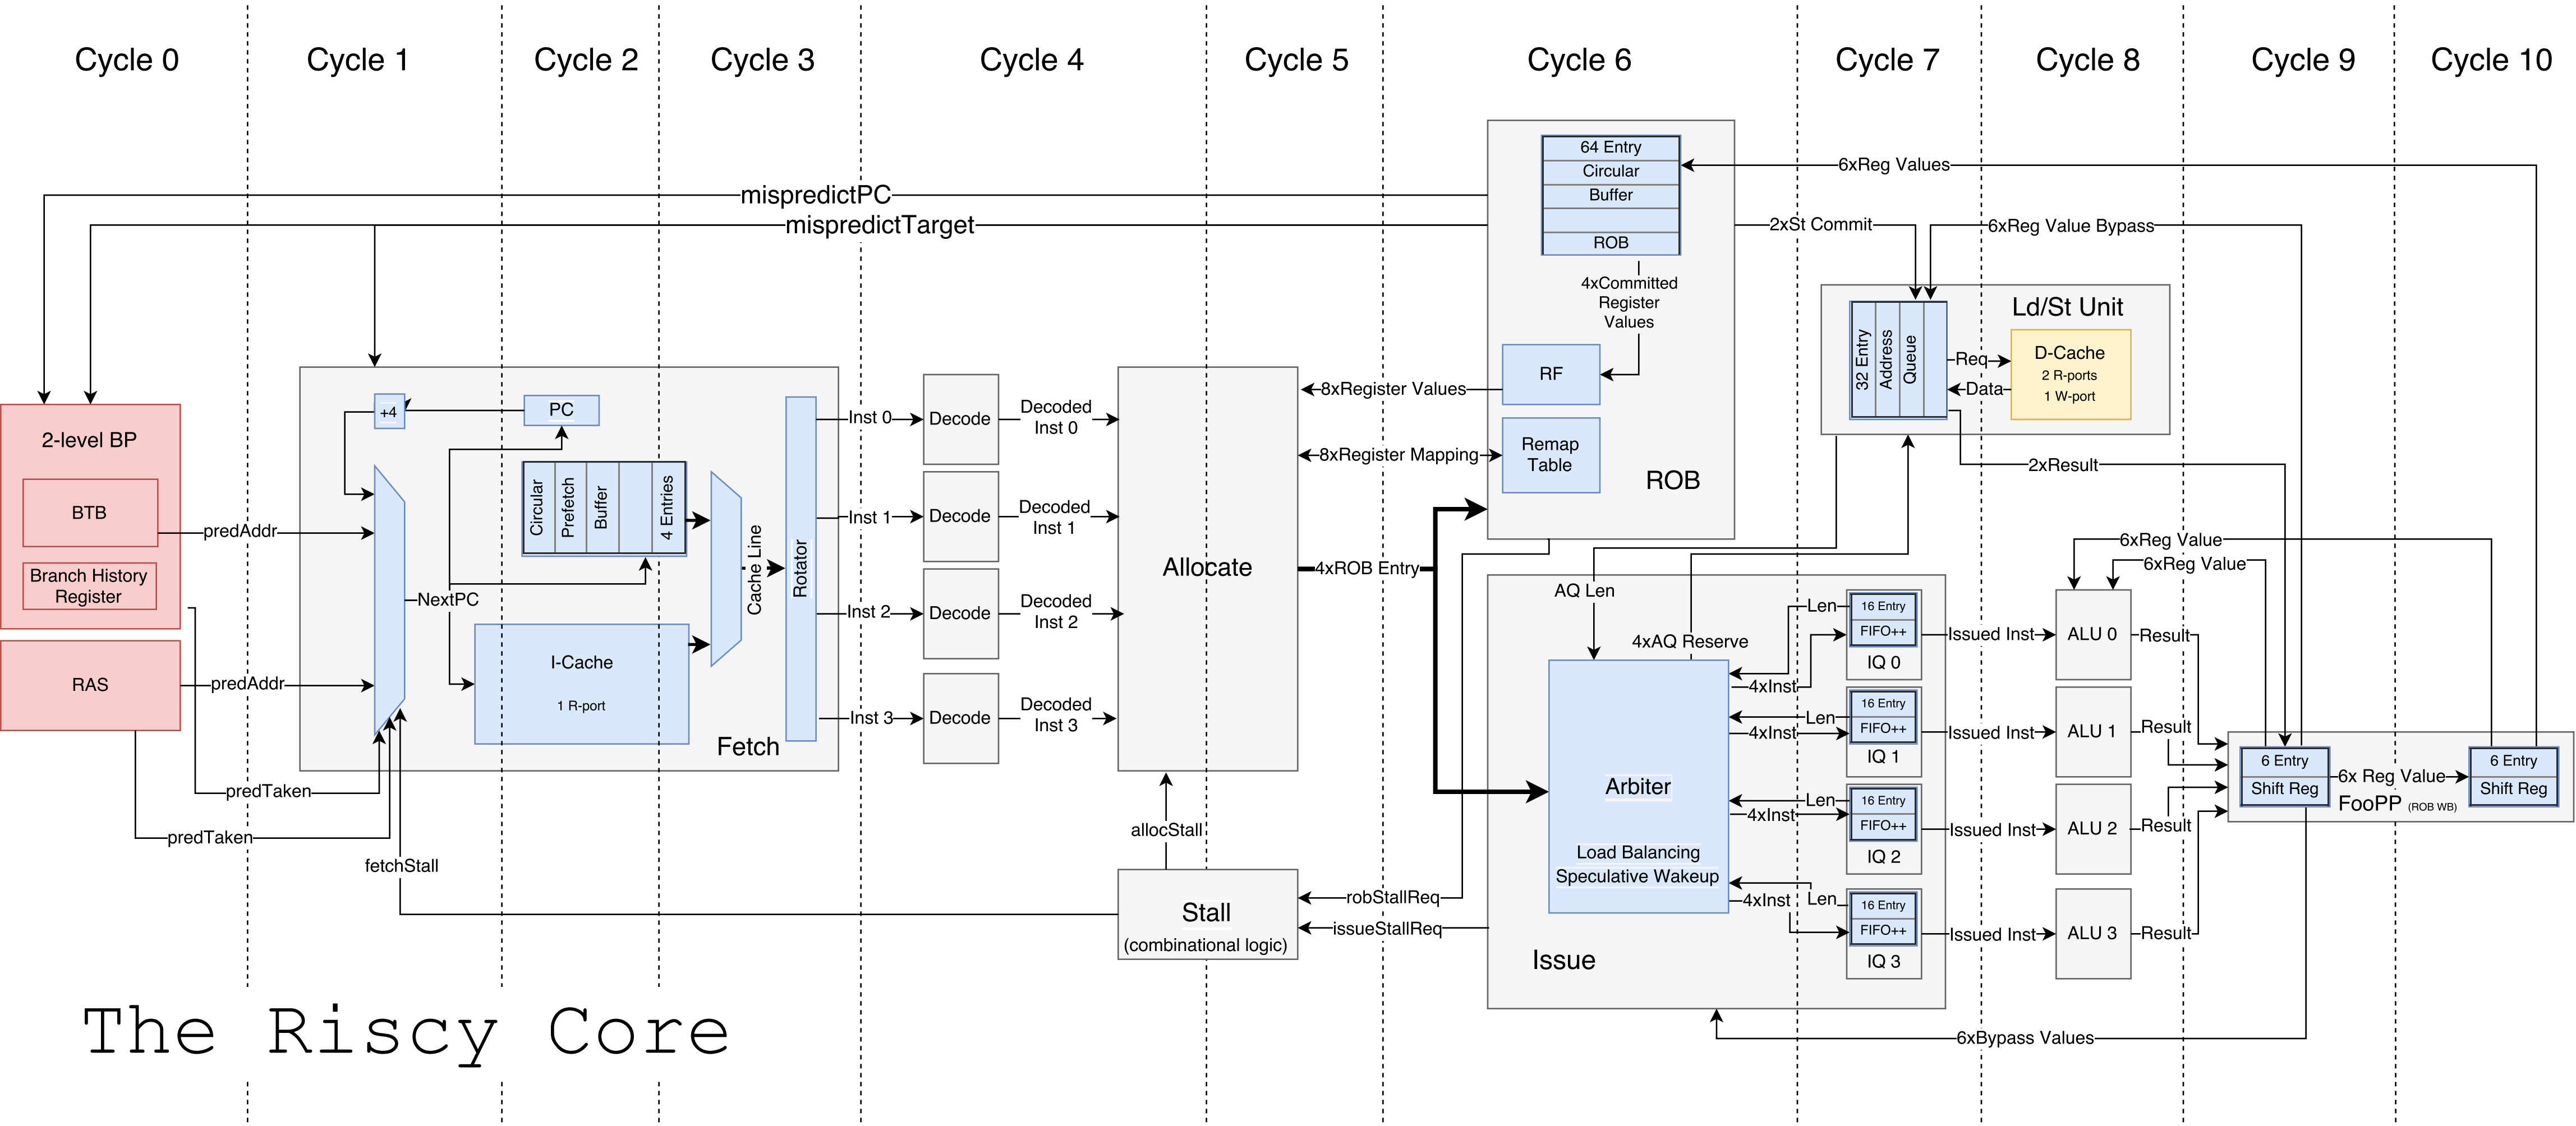 Cycle 0
Cycle 1
Cycle 2
Cycle 3
Cycle 4
Cycle 5
Cycle 6
Cycle 7
Cycle 8
Cycle 9
Cycle 10
mispredictPC
mispredictTarget
2-level BP
BTB
Branch History
Register
RAS
predAddr
predAddr
predTaken
predTaken
fetchStall
+4
PC
NextPC
Circular
Prefetch
Buffer
4 Entries
I-Cache
1 R-port
Cache Line
Rotator
Fetch
Inst 0
Inst 1
Inst 2
Inst 3
Decode
Decode
Decode
Decode
Decoded
Inst 0
Decoded
Inst 1
Decoded
Inst 2
Decoded
Inst 3
Allocate
allocStall
Stall
(combinational logic)
8xRegister Values
8xRegister Mapping
4xROB Entry
robStallReq
issueStallReq
64 Entry
Circular
Buffer
ROB
4xCommitted
Register
Values
RF
Remap
Table
ROB
6xReg Values
2xSt Commit
6xReg Value Bypass
32 Entry
Address
Queue
Ld/St Unit
Req
Data
D-Cache
2 R-ports
1 W-port
2xResult
AQ Len
4xAQ Reserve
Arbiter
Load Balancing
Speculative Wakeup
Issue
Len
4xInst
Len
4xInst
Len
4xInst
Len
4xInst
16 Entry
FIFO++
IQ 0
16 Entry
FIFO++
IQ 1
16 Entry
FIFO++
IQ 2
16 Entry
FIFO++
IQ 3
Issued Inst
Issued Inst
Issued Inst
Issued Inst
6xReg Value
6xReg Value
ALU 0
ALU 1
ALU 2
ALU 3
Result
Result
Result
Result
6 Entry
Shift Reg
6x Reg Value
FooPP (ROB WB)
6 Entry
Shift Reg
6xBypass Values
The Riscy Core